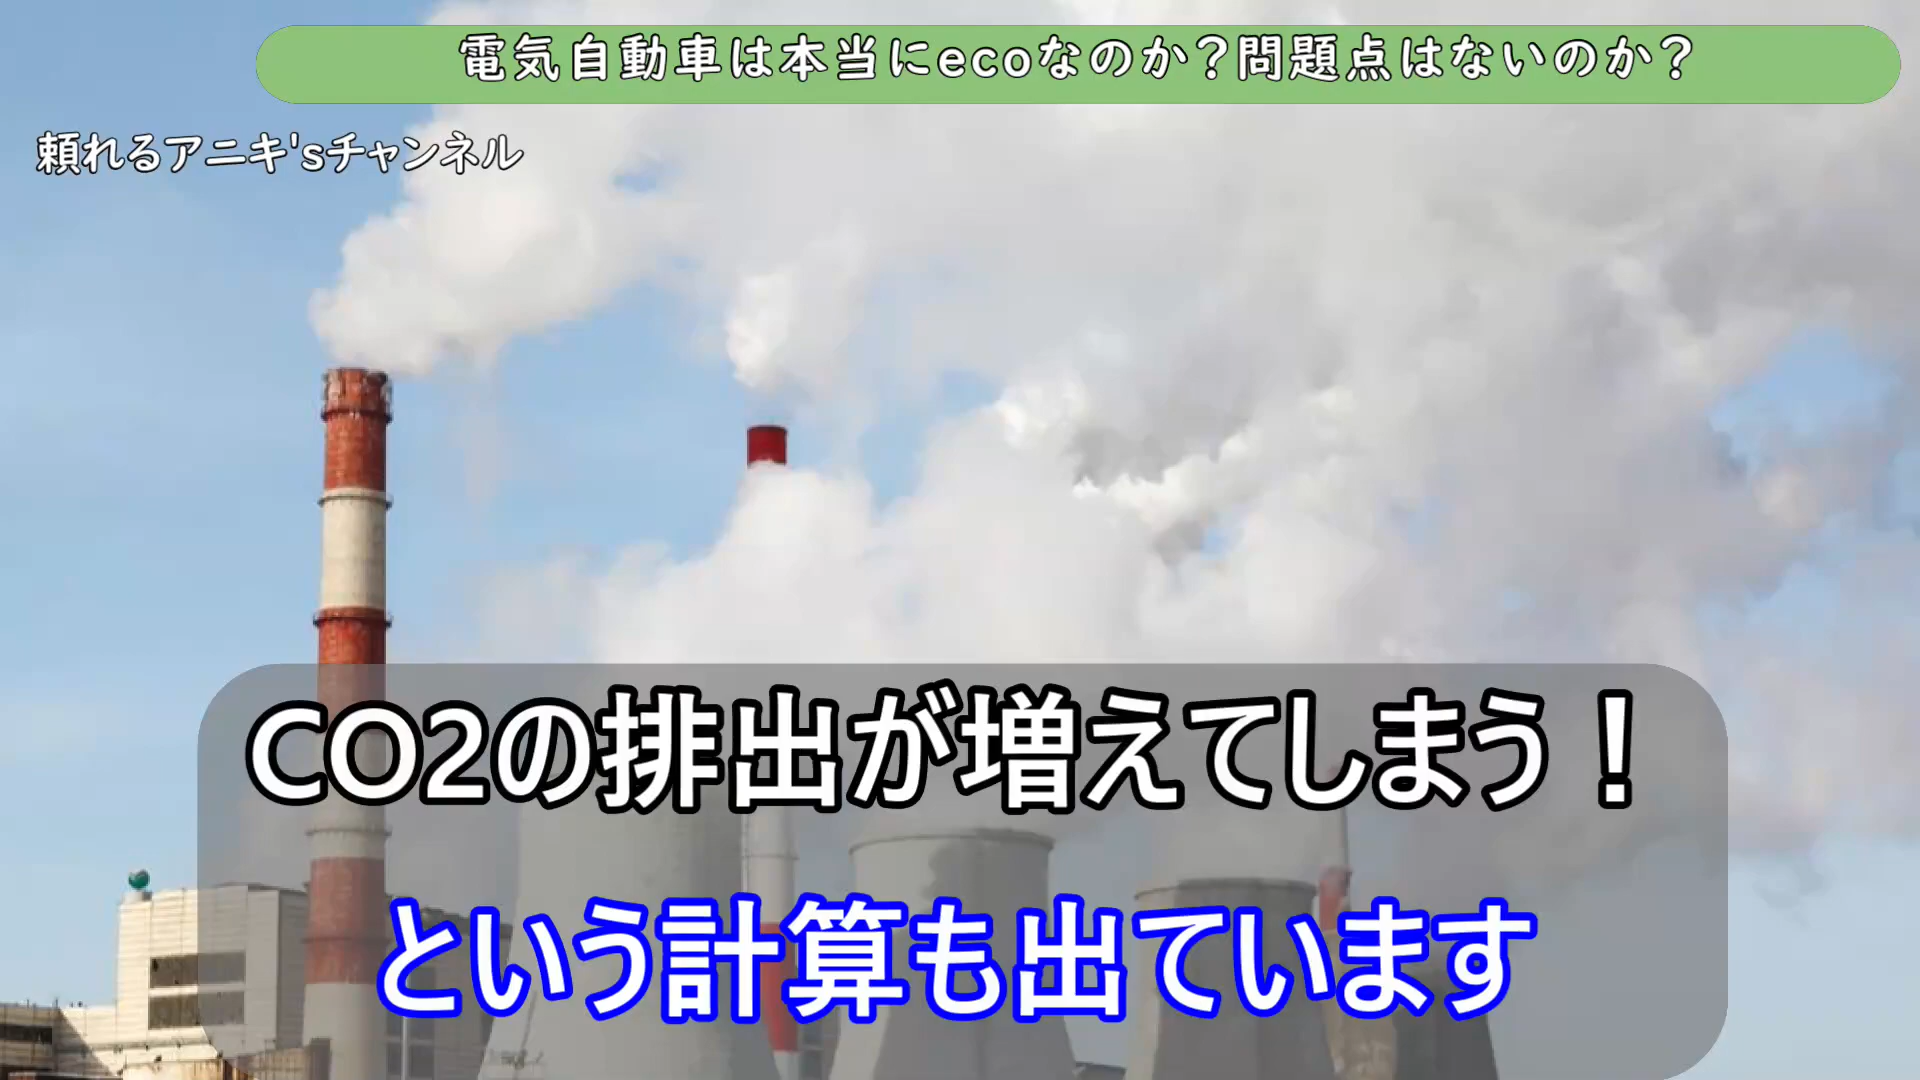 電気自動車は本当にecoなのか？問題点はないのか？
頼れるアニキ'sチャンネル
CO2の排出が増えてしまう！
という計算も出ています